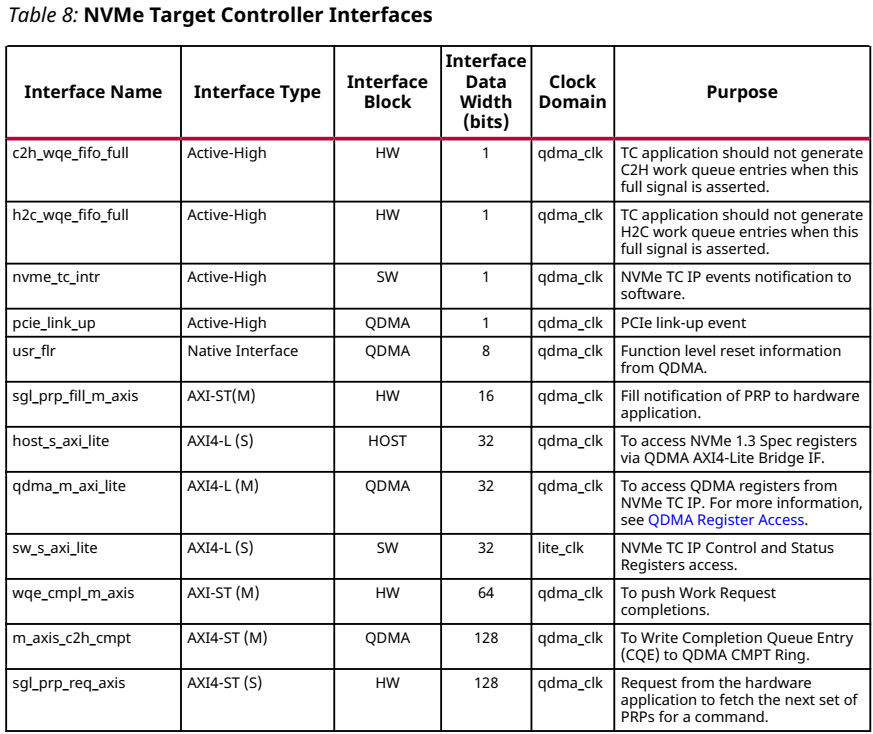 Table 8: NVMe Target Controller Interfaces
Interface Name
Interface Type
Interface
Block
Interface
Data
Width
(bits)
Clock
Domain
Purpose
c2h_wqe_fifo_full
Active-High
HW
1
qdma_clk
TC application should not generate
C2H work queue entries when this
full signal is asserted.
h2c_wqe_fifo_full
Active-High
HW
1
qdma_clk
TC application should not generate
H2C work queue entries when this
full signal is asserted.
nvme_tc_intr
Active-High
SW
1
qdma_clk
NVMe TC IP events notification to
software.
pcie_link_up
Active-High
QDMA
1
qdma_clk
PCIe link-up event
usr_flr
Native Interface
QDMA
8
qdma_clk
Function level reset information
from QDMA.
sgl_prp_fill_m_axis
AXI-ST(M)
HW
16
qdma_clk
Fill notification of PRP to hardware
application.
host_s_axi_lite
AXI4-L (S)
HOST
32
qdma_clk
To access NVMe 1.3 Spec registers
via QDMA AXI4-Lite Bridge IF.
qdma_m_axi_lite
AXI4-L (M)
QDMA
32
qdma_clk
To access QDMA registers from
NVMe TC IP. For more information,
see QDMA Register Access.
sw_s_axi_lite
AXI4-L (S)
SW
32
lite_clk
NVMe TC IP Control and Status
Registers access.
wqe_cmpl_m_axis
AXI-ST (M)
HW
64
qdma_clk
To push Work Request
completions.
m_axis_c2h_cmpt
AXI4-ST (M)
QDMA
128
qdma_clk
To Write Completion Queue Entry
(CQE) to QDMA CMPT Ring.
sgl_prp_req_axis
AXI4-ST (S)
HW
128
qdma_clk
Request from the hardware
application to fetch the next set of
PRPs for a command.